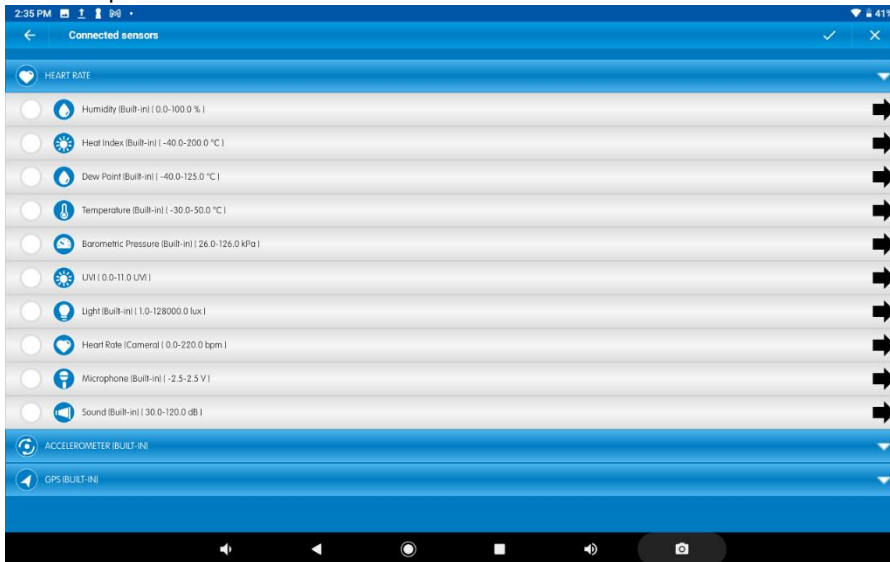 2:35 PM 41%
Connected sensors
HEART RATE
Humidity (Built-in) ( 0.0-100.0 % )
Heat Index (Built-in) ( -40.0-200.0 °C )
Dew Point (Built-in) ( -40.0-125.0 °C )
Temperature (Built-in) ( -30.0-50.0 °C )
Barometric Pressure (Built-in) ( 26.0-126.0 kPa )
UVI ( 0.0-11.0 UVI )
Light (Built-in) ( 1.0-128000.0 lux )
Heart Rate (Camera) ( 0.0-220.0 bpm )
Microphone (Built-in) ( -2.5-2.5 V )
Sound (Built-in) ( 30.0-120.0 dB )
ACCELEROMETER (BUILT-IN)
GPS (BUILT-IN)